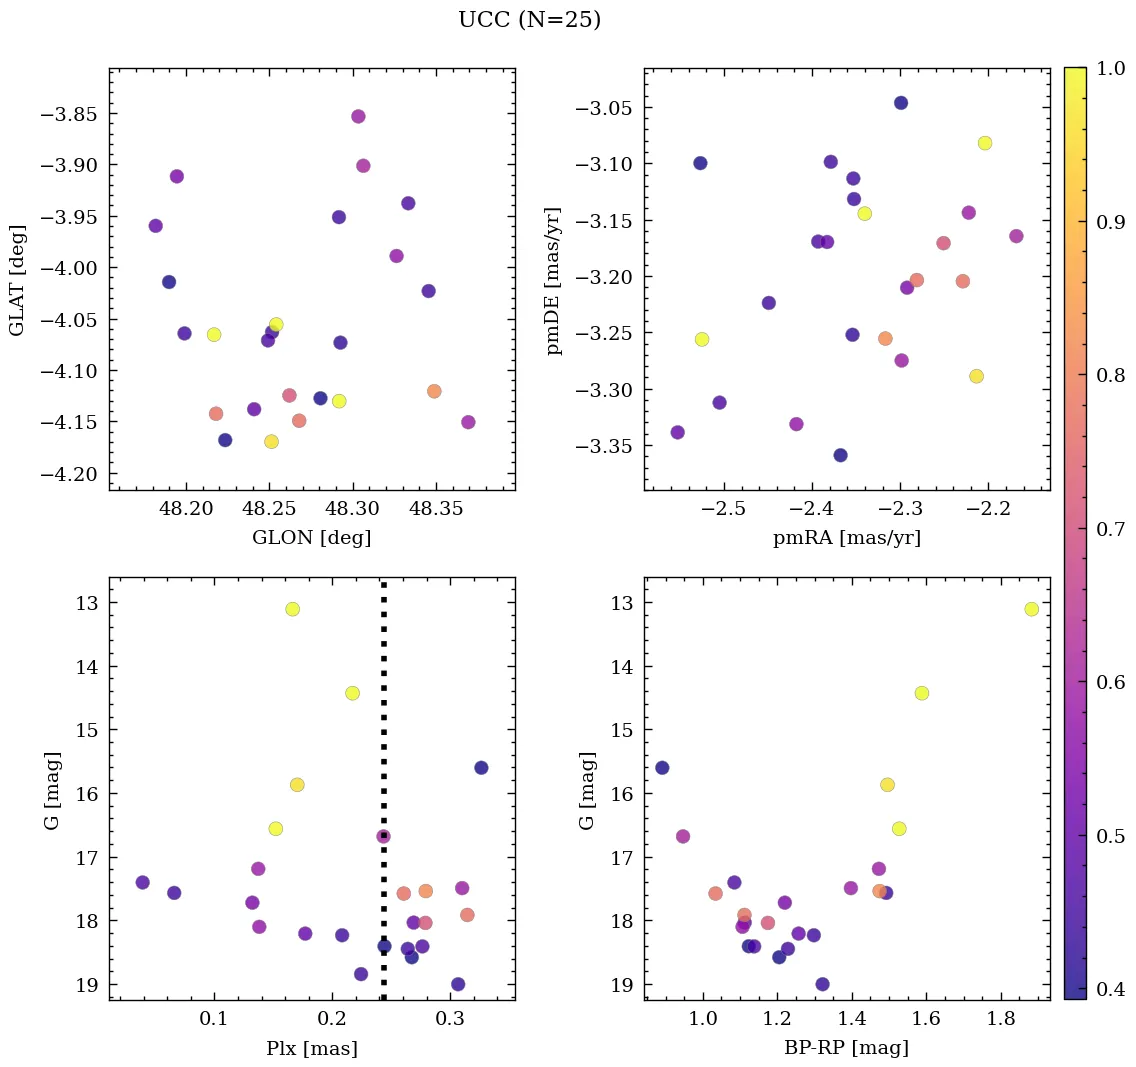 UCC (N=25)
−3.85
−3.90
−3.95
−4.00
−4.05
−4.10
−4.15
−4.20
GLAT [deg]
48.20 48.25 48.30 48.35
GLON [deg]
−3.05
−3.10
−3.15
−3.20
−3.25
−3.30
−3.35
pmDE [mas/yr]
−2.5 −2.4 −2.3 −2.2
pmRA [mas/yr]
13
14
15
16
17
18
19
G [mag]
0.1 0.2 0.3
Plx [mas]
13
14
15
16
17
18
19
G [mag]
1.0 1.2 1.4 1.6 1.8
BP-RP [mag]
1.0
0.9
0.8
0.7
0.6
0.5
0.4